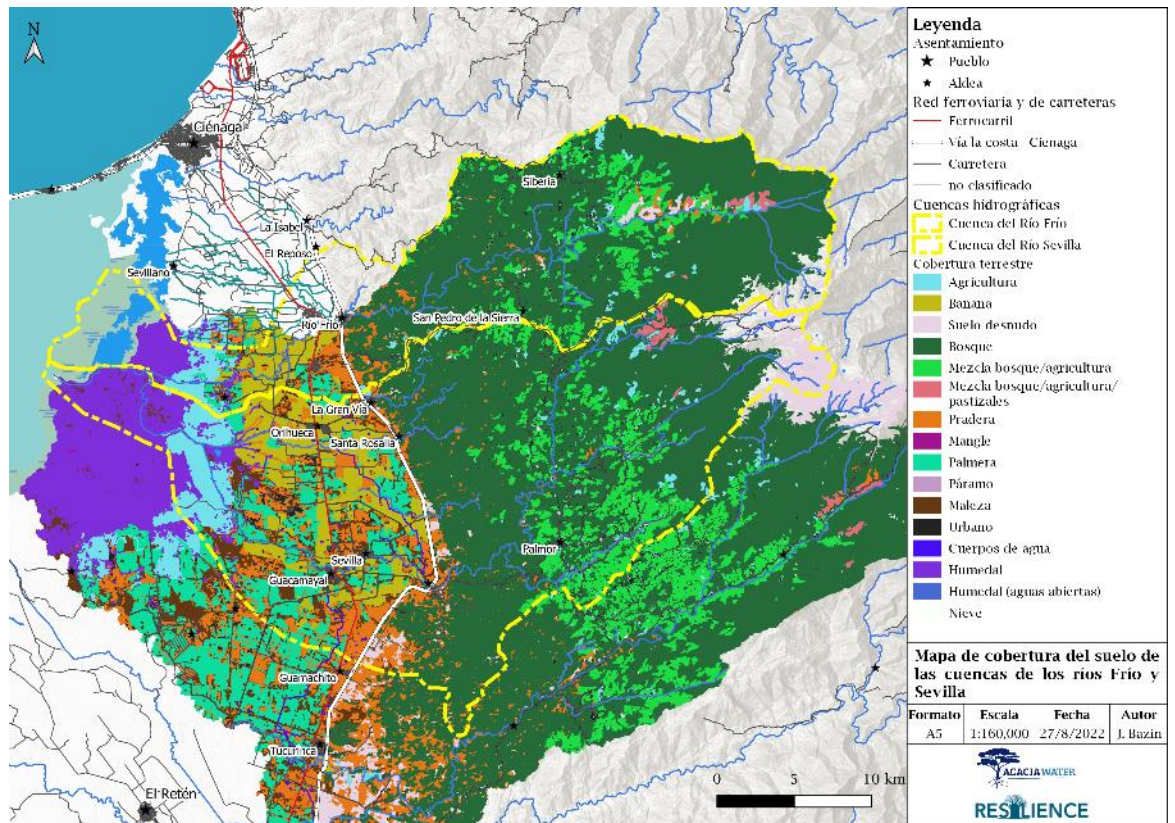 N
Ciénaga
La Isabel
El Reposo
Sevillano
Río Frío
Siberia
San Pedro de la Sierra
La Gran Vía
Orihueca
Santa Rosalia
Sevilla
Guacamayal
Palmor
Guamachito
Tucurinca
El Retén
0 5 10 km
Leyenda
Asentamiento
Pueblo
Aldea
Red ferroviaria y de carreteras
Ferrocarril
Vía la costa - Cienaga
Carretera
no clasificado
Cuencas hidrográficas
Cuenca del Río Frío
Cuenca del Río Sevilla
Cobertura terrestre
Agricultura
Banana
Suelo desnudo
Bosque
Mezcla bosque/agricultura
Mezcla bosque/agricultura/
pastizales
Pradera
Mangle
Palmera
Páramo
Maleza
Urbano
Cuerpos de agua
Humedal
Humedal (aguas abiertas)
Nieve
Mapa de cobertura del suelo de
las cuencas de los ríos Frío y
Sevilla
Formato Escala Fecha Autor
A5 1:160,000 27/8/2022 J. Bazin
ACACIAWATER
RESILIENCE